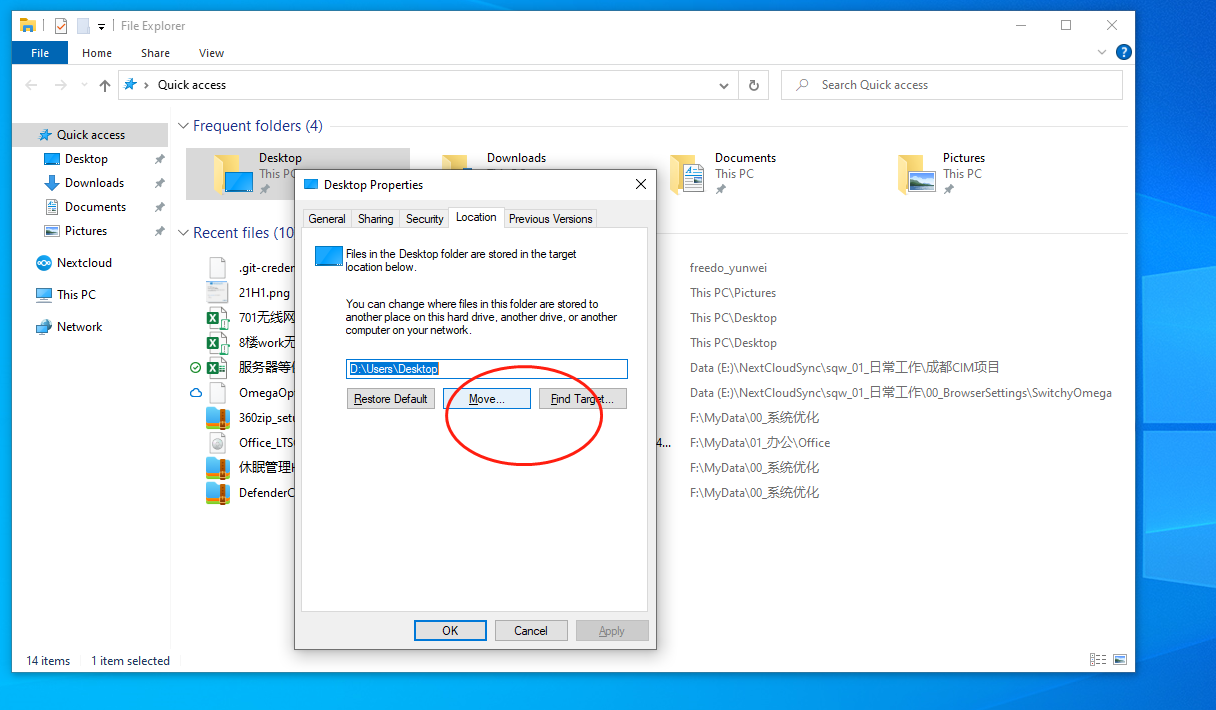 File Explorer
File Home Share View
Quick access
Search Quick access
Quick access
Desktop
Downloads
Documents
Pictures
Nextcloud
This PC
Network
Frequent folders (4)
Desktop
This PC
Downloads
Documents
This PC
Pictures
This PC
Recent files (10
.git-creden
freedo_yunwei
21H1.png
This PC\Pictures
701无线网
This PC\Desktop
8楼work无
This PC\Desktop
服务器等
Data (E:)\NextCloudSync\sqw_01_日常工作\成都CIM项目
OmegaOp
Data (E:)\NextCloudSync\sqw_01_日常工作\00_BrowserSettings\SwitchyOmega
360zip_setu
F:\MyData\00_系统优化
Office_LTS
4...
F:\MyData\01_办公\Office
休眠管理
F:\MyData\00_系统优化
DefenderC
F:\MyData\00_系统优化
Desktop Properties
General Sharing Security Location Previous Versions
Files in the Desktop folder are stored in the target
location below.
You can change where files in this folder are stored to
another place on this hard drive, another drive, or another
computer on your network.
D:\Users\Desktop
Restore Default Move... Find Target...
OK Cancel Apply
14 items 1 item selected